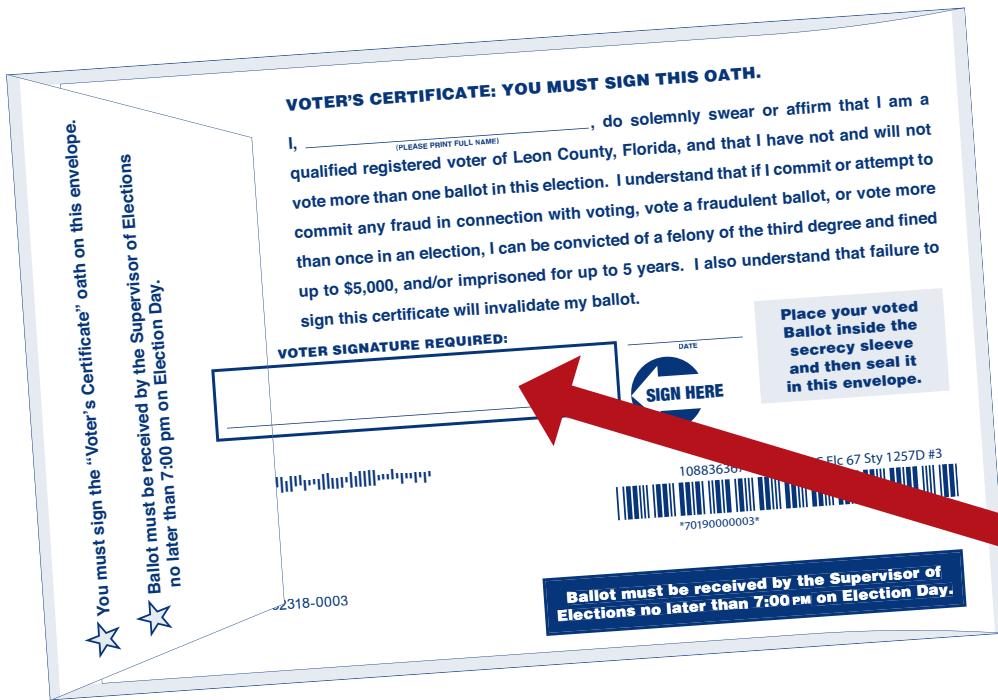 VOTER'S CERTIFICATE: YOU MUST SIGN THIS OATH.
I, , do solemnly swear or affirm that I am a
(PLEASE PRINT FULL NAME)
qualified registered voter of Leon County, Florida, and that I have not and will not
vote more than one ballot in this election. I understand that if I commit or attempt to
commit any fraud in connection with voting, vote a fraudulent ballot, or vote more
than once in an election, I can be convicted of a felony of the third degree and fined
up to $5,000, and/or imprisoned for up to 5 years. I also understand that failure to
sign this certificate will invalidate my ballot.
VOTER SIGNATURE REQUIRED:
DATE
SIGN HERE
Place your voted
Ballot inside the
secrecy sleeve
and then seal it
in this envelope.
Elc 67 Sty 1257D #3
*70190000003*
2318-0003
Ballot must be received by the Supervisor of
Elections no later than 7:00 PM on Election Day.
You must sign the “Voter's Certificate” oath on this envelope.
Ballot must be received by the Supervisor of Elections
no later than 7:00 pm on Election Day.